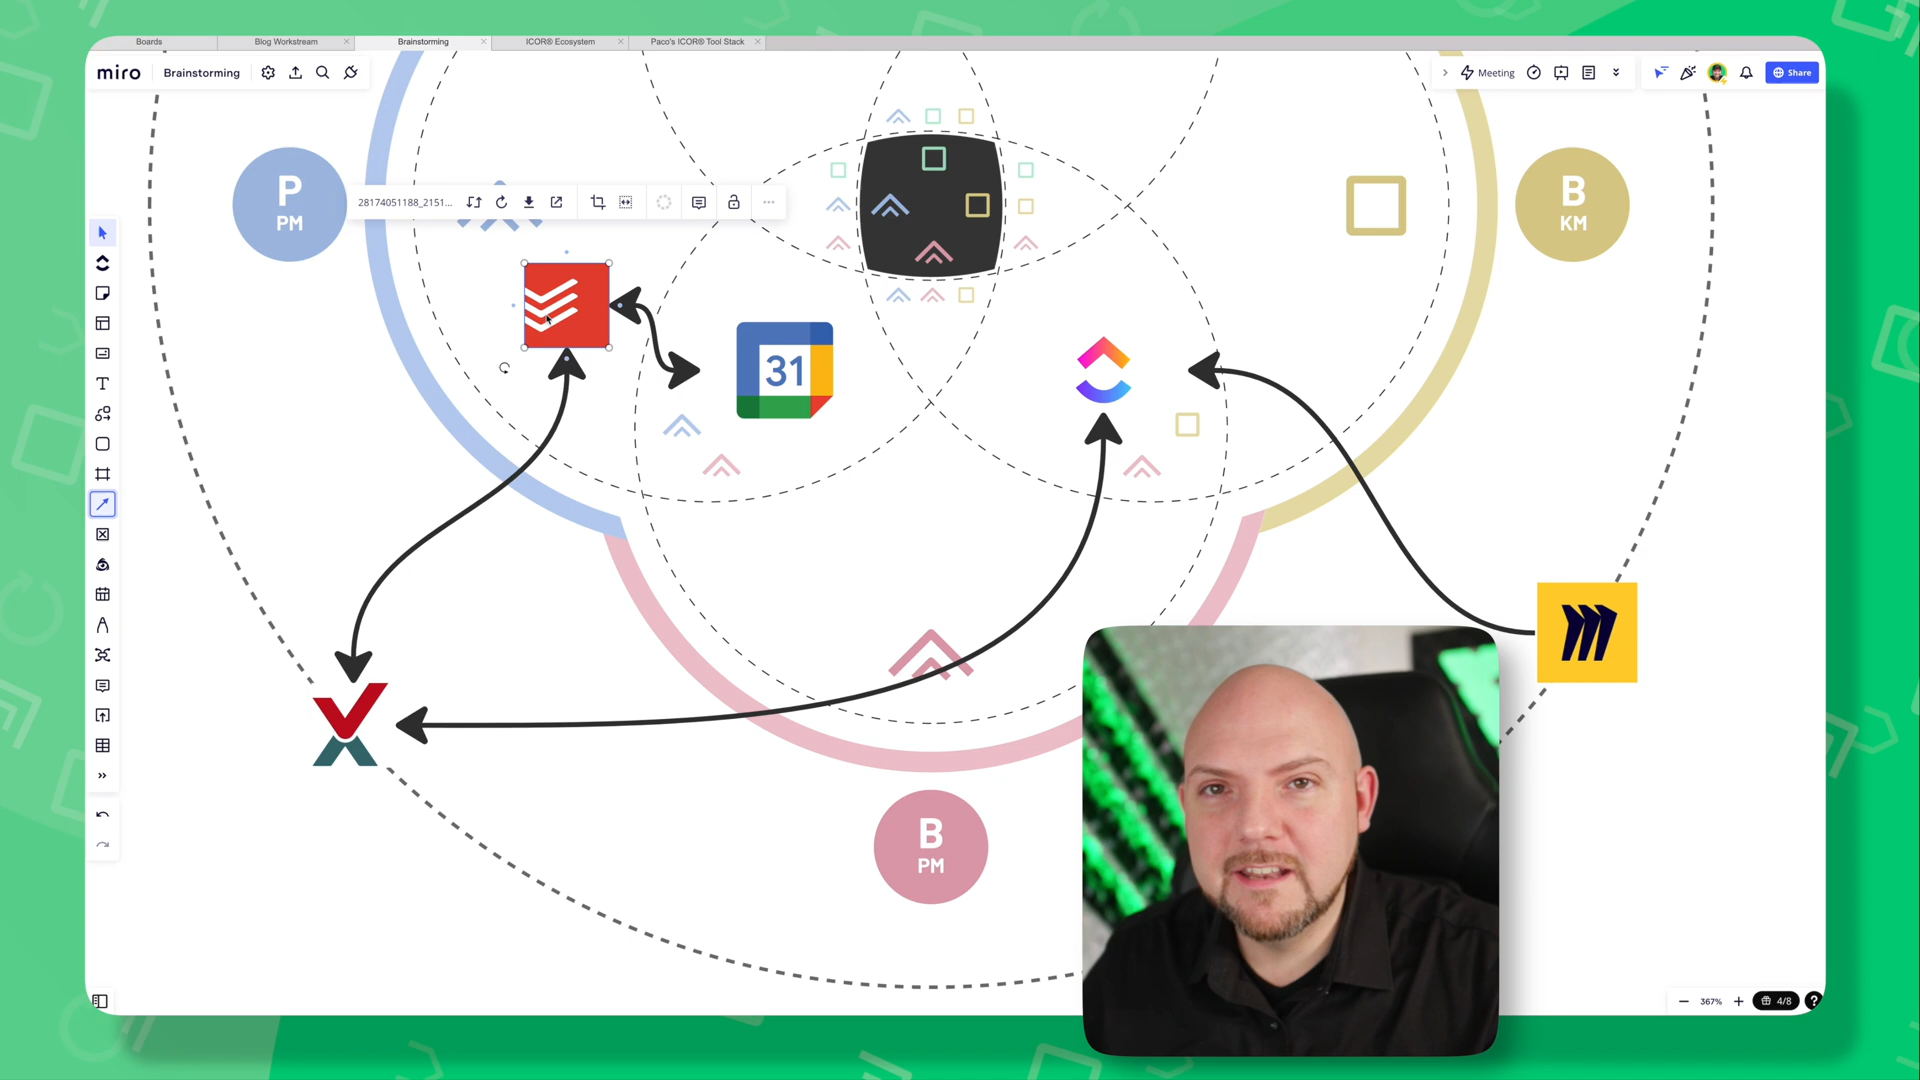 Boards
Blog Workstream
Brainstorming
ICOR® Ecosystem
Paco's ICOR® Tool Stack
miro
Brainstorming
Meeting
Share
P
PM
B
KM
28174051188_2151...
31
B
PM
367%
4/8
?